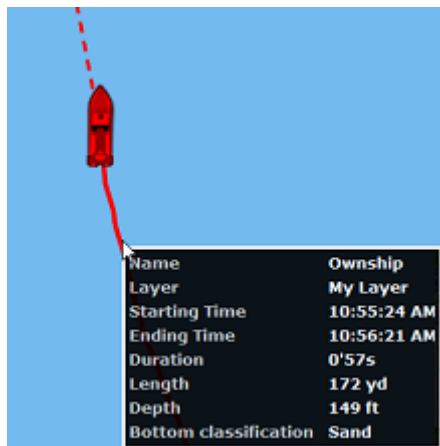 Name Ownship
Layer My Layer
Starting Time 10:55:24 AM
Ending Time 10:56:21 AM
Duration 0'57s
Length 172 yd
Depth 149 ft
Bottom classification Sand